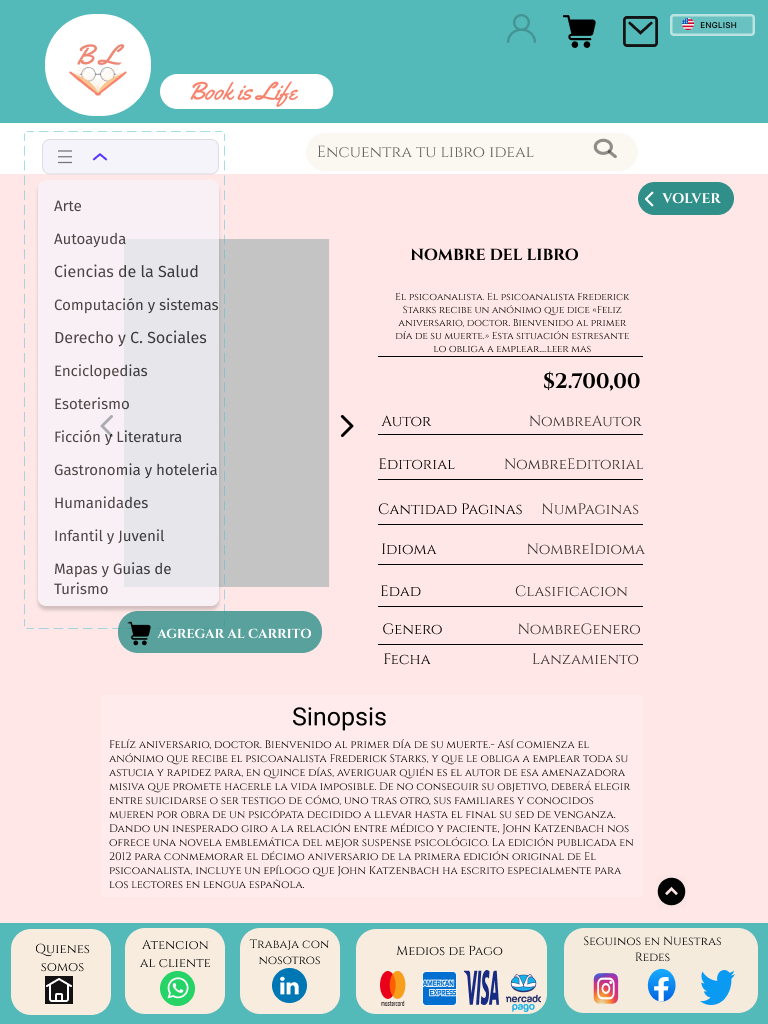 BL
Book is Life
ENGLISH
ENCUENTRA TU LIBRO IDEAL
VOLVER
Arte
Autoayuda
Ciencias de la Salud
Computación y sistemas
Derecho y C. Sociales
Enciclopedias
Esoterismo
Ficción y Literatura
Gastronomia y hoteleria
Humanidades
Infantil y Juvenil
Mapas y Guias de
Turismo
AGREGAR AL CARRITO
NOMBRE DEL LIBRO
El psicoanalista. El psicoanalista Frederick
Starks recibe un anónimo que dice «Feliz
aniversario, doctor. Bienvenido al primer
día de su muerte.» Esta situación estresante
lo obliga a emplear...leer mas
$2.700,00
Autor NombreAutor
Editorial NombreEditorial
Cantidad Paginas NumPaginas
Idioma NombreIdioma
Edad Clasificacion
Genero NombreGenero
Fecha Lanzamiento
Sinopsis
Felíz aniversario, doctor. Bienvenido al primer día de su muerte.- Así comienza el
anónimo que recibe el psicoanalista Frederick Starks, y que le obliga a emplear toda su
astucia y rapidez para, en quince días, averiguar quién es el autor de esa amenazadora
misiva que promete hacerle la vida imposible. De no conseguir su objetivo, deberá elegir
entre suicidarse o ser testigo de cómo, uno tras otro, sus familiares y conocidos
mueren por obra de un psicópata decidido a llevar hasta el final su sed de venganza.
Dando un inesperado giro a la relación entre médico y paciente, John Katzenbach nos
ofrece una novela emblemática del mejor suspense psicológico. La edición publicada en
2012 para conmemorar el décimo aniversario de la primera edición original de El
psicoanalista, incluye un epílogo que John Katzenbach ha escrito especialmente para
los lectores en lengua española.
Quienes
somos
Atencion
al cliente
Trabaja con
nosotros
in
Medios de Pago
mastercard
AMERICAN
EXPRESS
VISA
mercado
pago
Seguinos en Nuestras
Redes